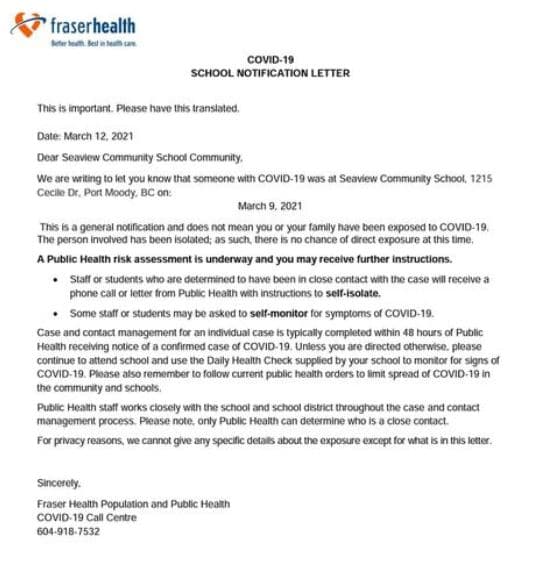 fraserhealth
Better health. Best in health care.
COVID-19
SCHOOL NOTIFICATION LETTER
This is important. Please have this translated.
Date: March 12, 2021
Dear Seaview Community School Community,
We are writing to let you know that someone with COVID-19 was at Seaview Community School, 1215
Cecile Dr, Port Moody, BC on:
March 9, 2021
This is a general notification and does not mean you or your family have been exposed to COVID-19.
The person involved has been isolated; as such, there is no chance of direct exposure at this time.
A Public Health risk assessment is underway and you may receive further instructions.
• Staff or students who are determined to have been in close contact with the case will receive a
phone call or letter from Public Health with instructions to self-isolate.
• Some staff or students may be asked to self-monitor for symptoms of COVID-19.
Case and contact management for an individual case is typically completed within 48 hours of Public
Health receiving notice of a confirmed case of COVID-19. Unless you are directed otherwise, please
continue to attend school and use the Daily Health Check supplied by your school to monitor for signs of
COVID-19. Please also remember to follow current public health orders to limit spread of COVID-19 in
the community and schools.
Public Health staff works closely with the school and school district throughout the case and contact
management process. Please note, only Public Health can determine who is a close contact.
For privacy reasons, we cannot give any specific details about the exposure except for what is in this letter.
Sincerely,
Fraser Health Population and Public Health
COVID-19 Call Centre
604-918-7532